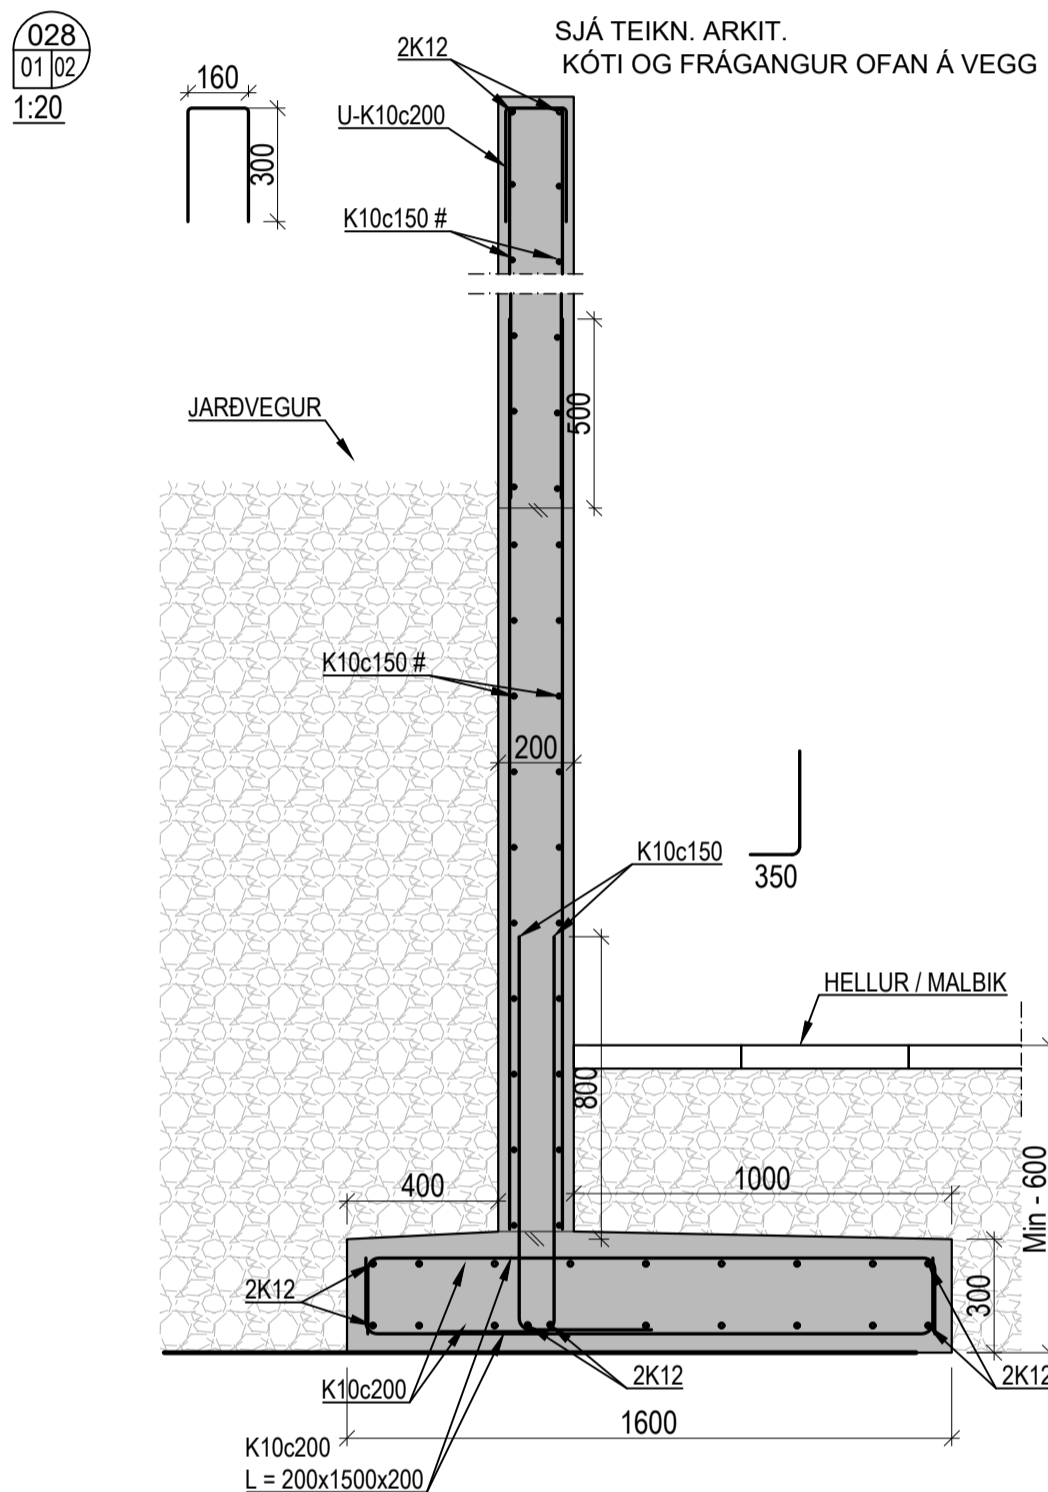 028
01 02
1:20
SJÁ TEIKN. ARKIT.
KÓTI OG FRÁGANGUR OFAN Á VEGG
2K12
160
300
U-K10c200
K10c150 #
500
JARÐVEGUR
K10c150 #
200
K10c150
350
HELLUR / MALBIK
800
400
1000
Min - 600
2K12
300
K10c200
2K12
2K12
1600
K10c200
L = 200x1500x200